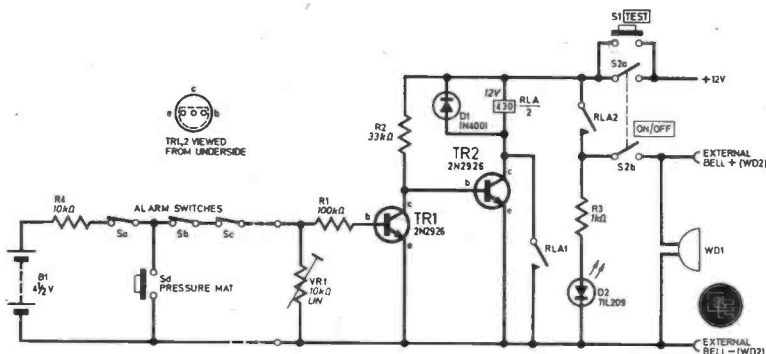 S1 TEST
S2a
+12V
c
e b
TR1,2 VIEWED
FROM UNDERSIDE
R2
33kΩ
D1
1N4001
12V
430
RLA
2
RLA2
ON/OFF
S2b
EXTERNAL
BELL + (WD2)
TR2
2N2926
b
c
e
R4
10kΩ
ALARM SWITCHES
Sa
Sb
Sc
R1
100kΩ
b
c
e
TR1
2N2926
RLA1
R3
1kΩ
WD1
B1
4½V
Sd
PRESSURE MAT
VR1
10kΩ
LIN
D2
TIL209
EXTERNAL
BELL - (WD2)